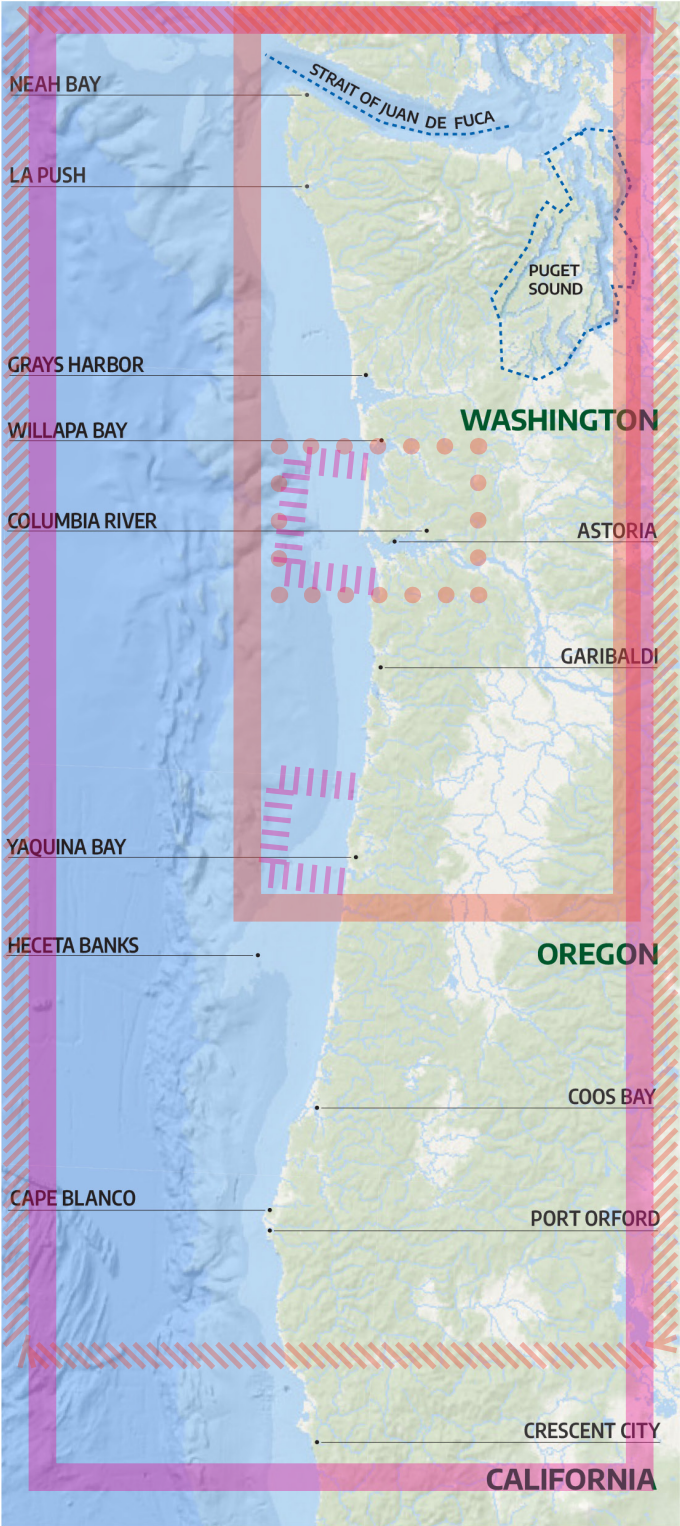 STRAIT OF JUAN DE FUCA
NEAH BAY
LA PUSH
PUGET
SOUND
GRAYS HARBOR
WASHINGTON
WILLAPA BAY
COLUMBIA RIVER
ASTORIA
GARIBALDI
YAQUINA BAY
HECETA BANKS
OREGON
COOS BAY
CAPE BLANCO
PORT ORFORD
CRESCENT CITY
CALIFORNIA